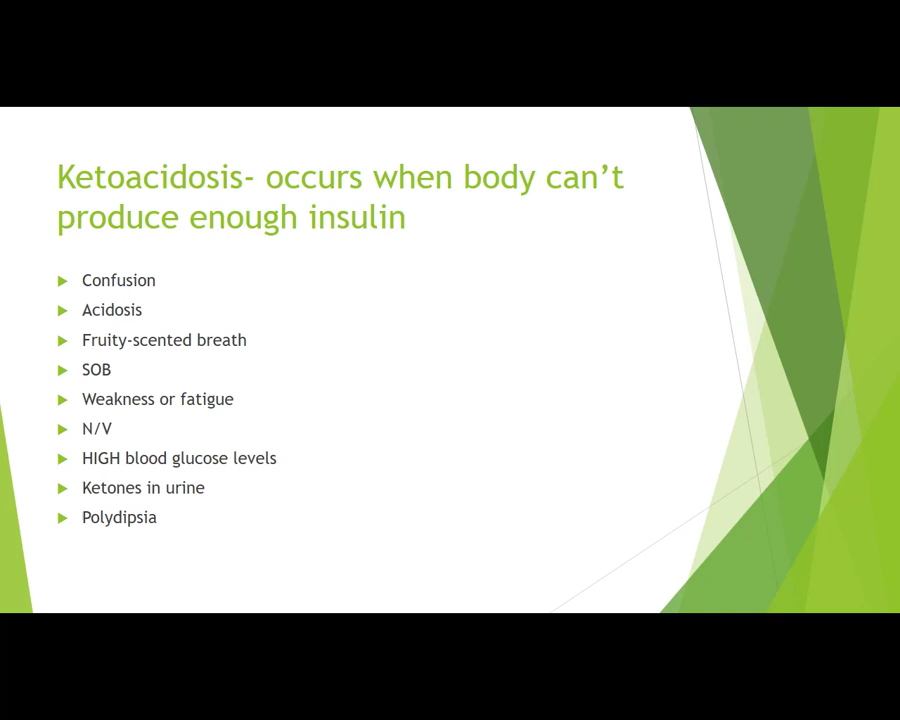 Ketoacidosis- occurs when body can’t
produce enough insulin
Confusion
Acidosis
Fruity-scented breath
SOB
Weakness or fatigue
N/V
HIGH blood glucose levels
Ketones in urine
Polydipsia